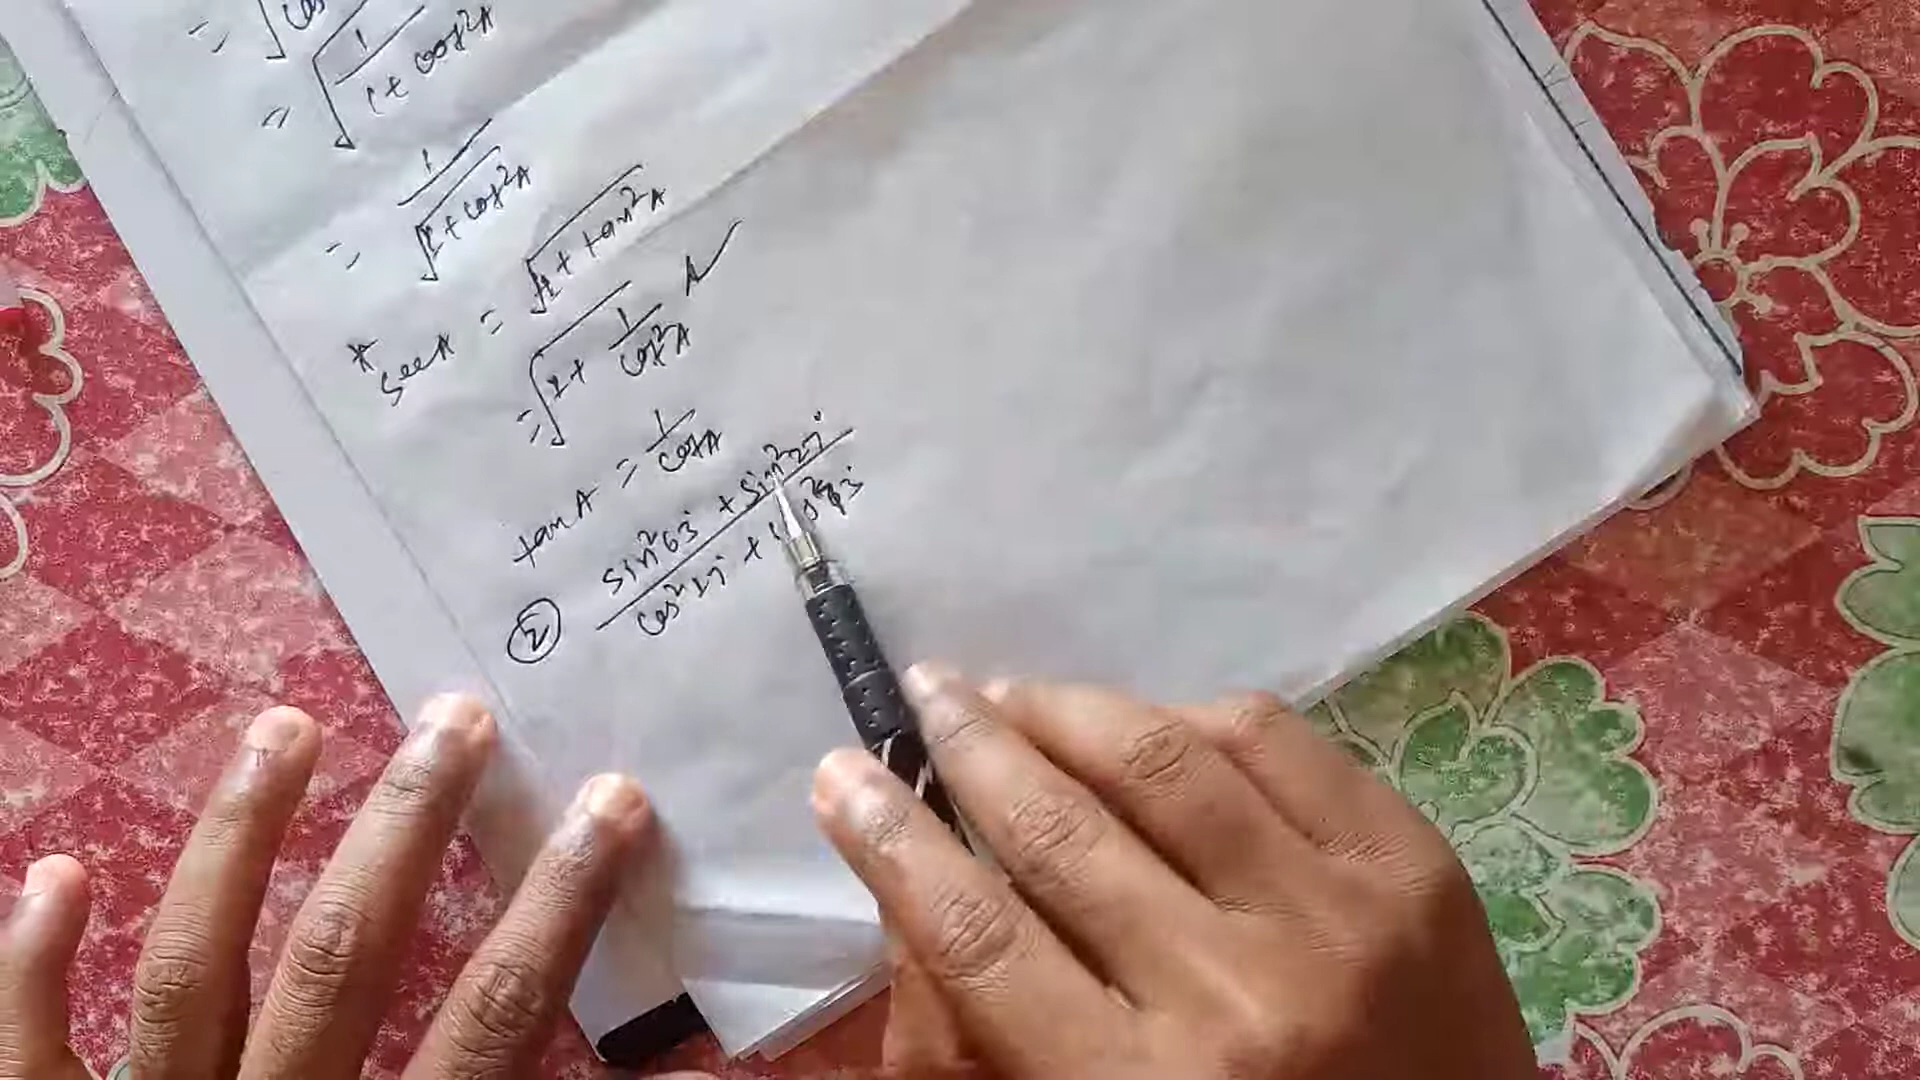 = √cos
= √1/(1 + cot²A)
= 1/√(1 + cot²A)
* secA = √(1 + tan²A)
= √(1 + 1/cot²A)
tanA = 1/cotA
② (sin²63° + sin²27°)/(cos²27° +